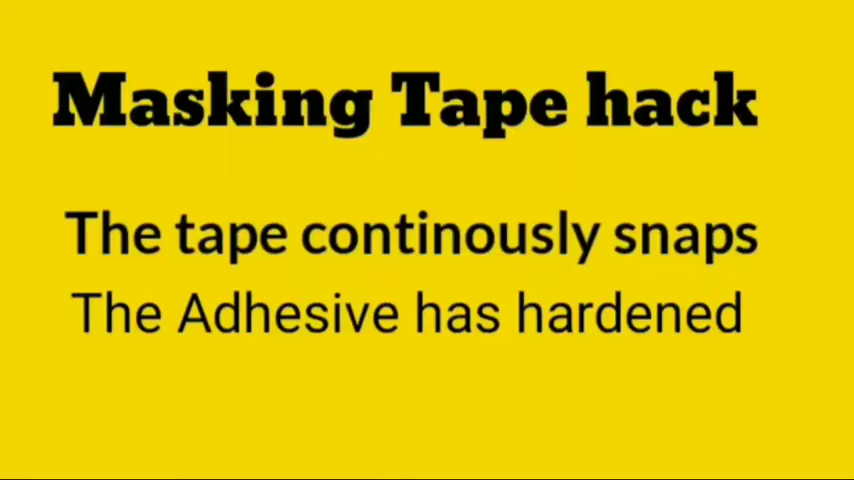 Masking Tape hack
The tape continously snaps
The Adhesive has hardened